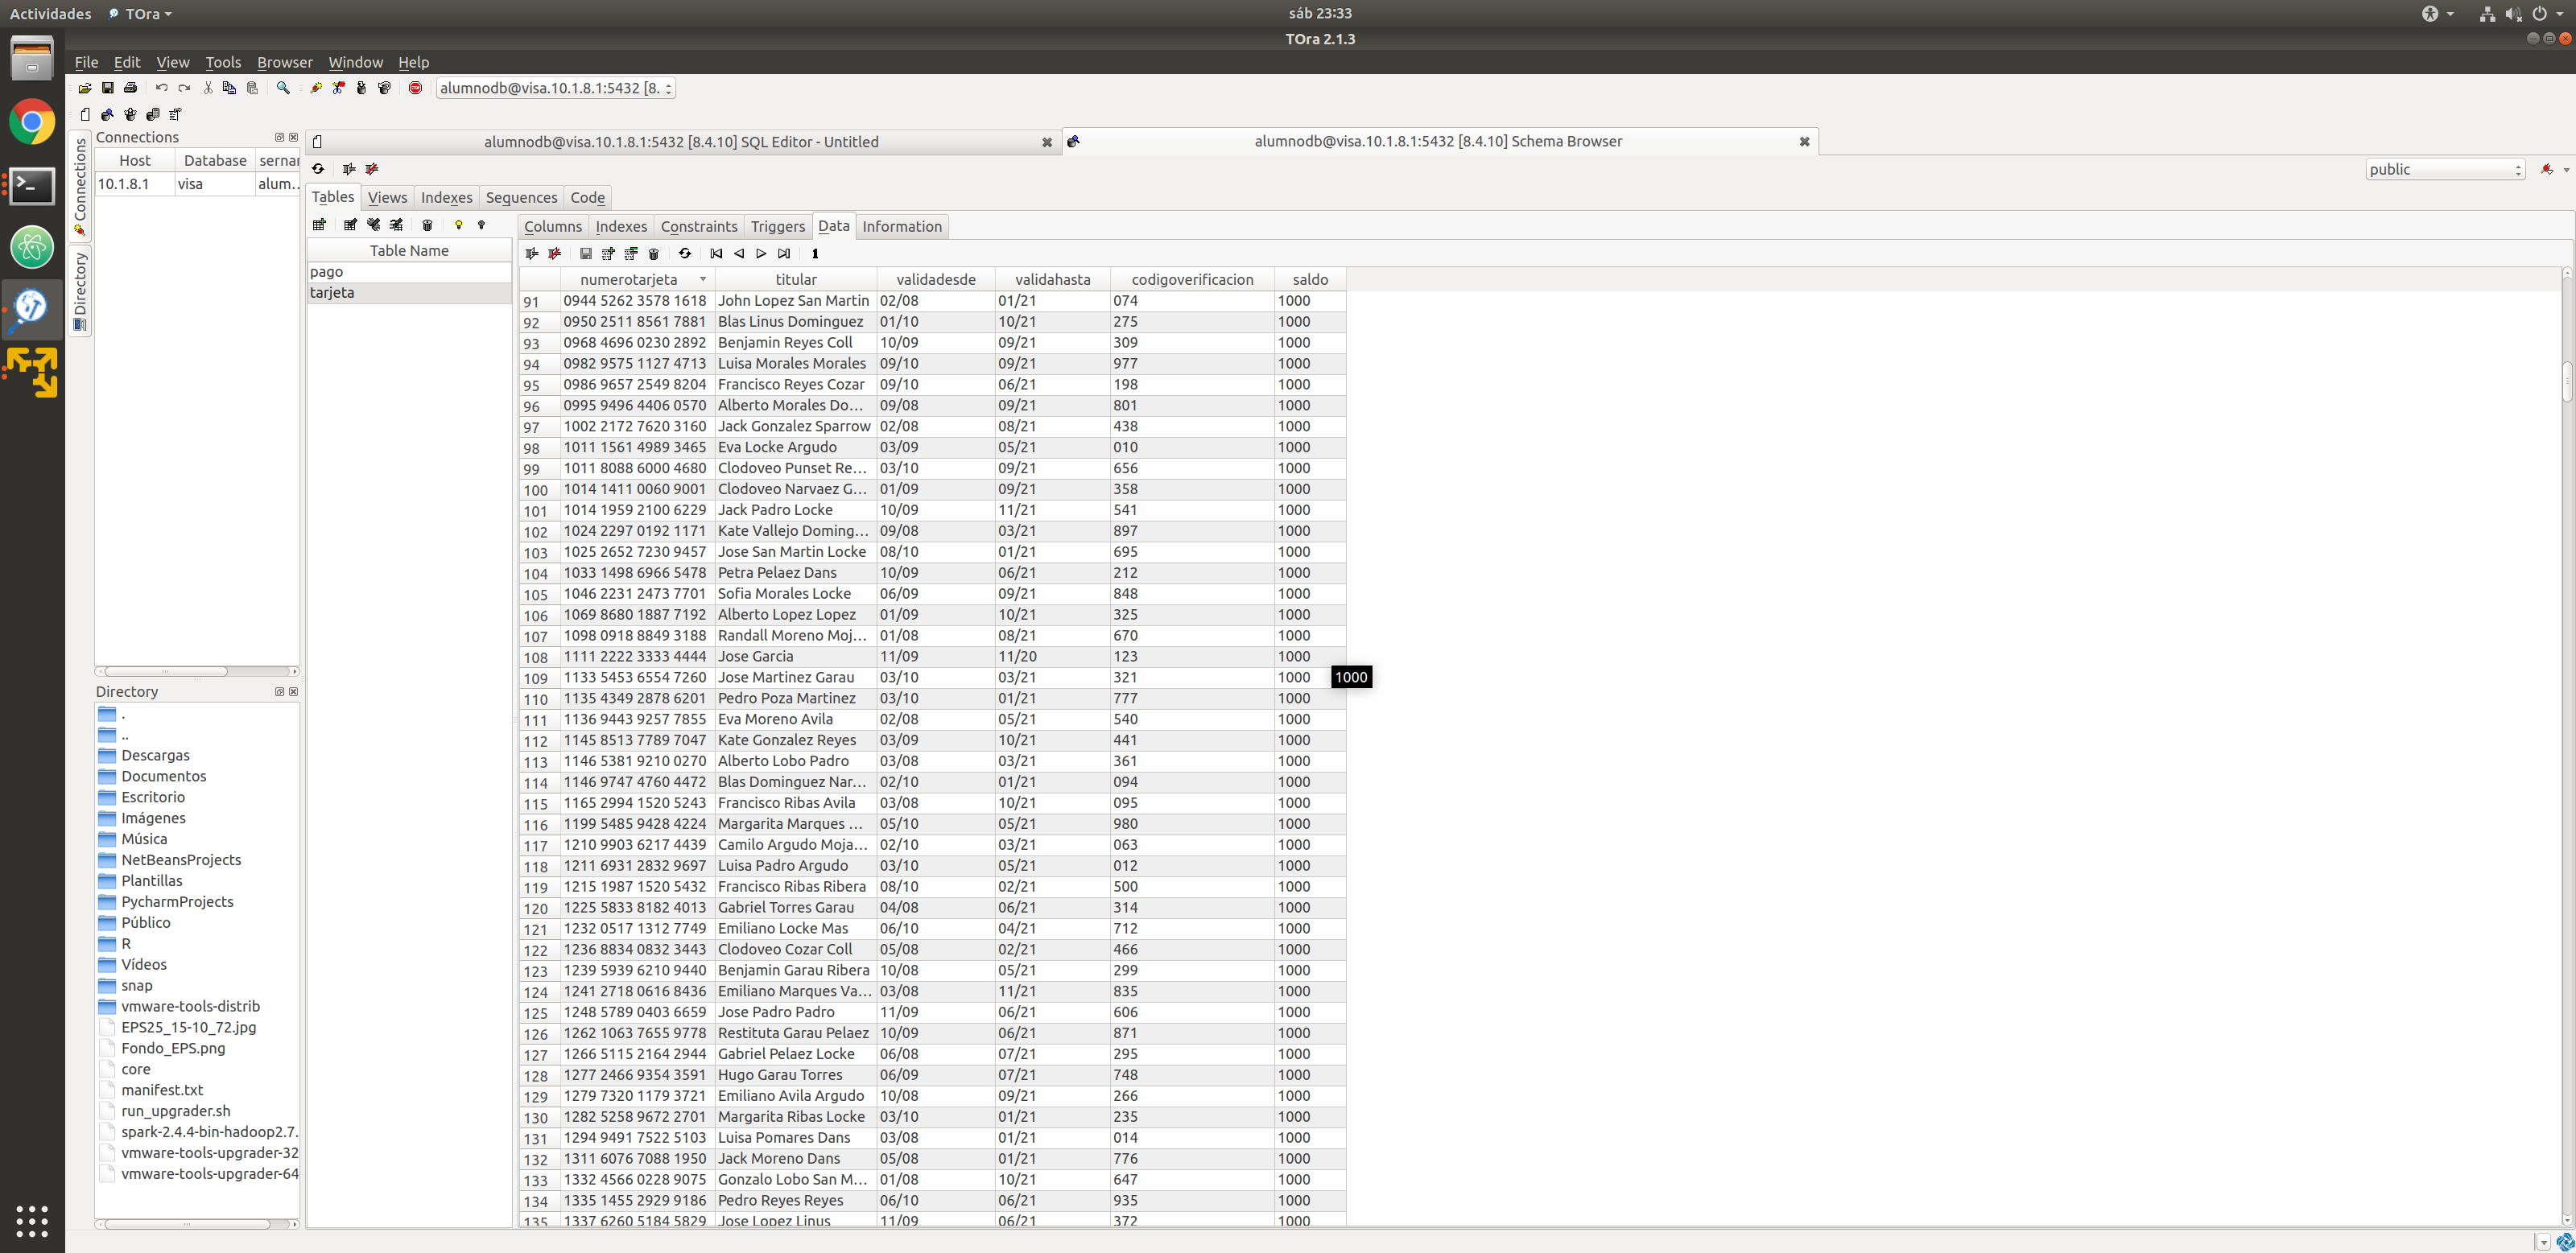 Actividades TOra sáb 23:33
TOra 2.1.3
File Edit View Tools Browser Window Help
alumnodb@visa.10.1.8.1:5432 [8.
Connections
Host Database sernar
10.1.8.1 visa alum...
Connections
Directory
alumnodb@visa.10.1.8.1:5432 [8.4.10] SQL Editor - Untitled
alumnodb@visa.10.1.8.1:5432 [8.4.10] Schema Browser
public
Tables Views Indexes Sequences Code
Columns Indexes Constraints Triggers Data Information
Table Name
pago
tarjeta
numerotarjeta titular validadesde validahasta codigoverificacion saldo
91 0944 5262 3578 1618 John Lopez San Martin 02/08 01/21 074 1000
92 0950 2511 8561 7881 Blas Linus Dominguez 01/10 10/21 275 1000
93 0968 4696 0230 2892 Benjamin Reyes Coll 10/09 09/21 309 1000
94 0982 9575 1127 4713 Luisa Morales Morales 09/10 09/21 977 1000
95 0986 9657 2549 8204 Francisco Reyes Cozar 09/10 06/21 198 1000
96 0995 9496 4406 0570 Alberto Morales Do... 09/08 09/21 801 1000
97 1002 2172 7620 3160 Jack Gonzalez Sparrow 02/08 08/21 438 1000
98 1011 1561 4989 3465 Eva Locke Argudo 03/09 05/21 010 1000
99 1011 8088 6000 4680 Clodoveo Punset Re... 03/10 09/21 656 1000
100 1014 1411 0060 9001 Clodoveo Narvaez G... 01/09 09/21 358 1000
101 1014 1959 2100 6229 Jack Padro Locke 10/09 11/21 541 1000
102 1024 2297 0192 1171 Kate Vallejo Doming... 09/08 03/21 897 1000
103 1025 2652 7230 9457 Jose San Martin Locke 08/10 01/21 695 1000
104 1033 1498 6966 5478 Petra Pelaez Dans 10/09 06/21 212 1000
105 1046 2231 2473 7701 Sofia Morales Locke 06/09 09/21 848 1000
106 1069 8680 1887 7192 Alberto Lopez Lopez 01/09 10/21 325 1000
107 1098 0918 8849 3188 Randall Moreno Moj... 01/08 08/21 670 1000
108 1111 2222 3333 4444 Jose Garcia 11/09 11/20 123 1000
109 1133 5453 6554 7260 Jose Martinez Garau 03/10 03/21 321 1000
1000
110 1135 4349 2878 6201 Pedro Poza Martinez 03/10 01/21 777 1000
111 1136 9443 9257 7855 Eva Moreno Avila 02/08 05/21 540 1000
112 1145 8513 7789 7047 Kate Gonzalez Reyes 03/09 10/21 441 1000
113 1146 5381 9210 0270 Alberto Lobo Padro 03/08 03/21 361 1000
114 1146 9747 4760 4472 Blas Dominguez Nar... 02/10 01/21 094 1000
115 1165 2994 1520 5243 Francisco Ribas Avila 03/08 10/21 095 1000
116 1199 5485 9428 4224 Margarita Marques ... 05/10 05/21 980 1000
117 1210 9903 6217 4439 Camilo Argudo Moja... 02/10 03/21 063 1000
118 1211 6931 2832 9697 Luisa Padro Argudo 03/10 05/21 012 1000
119 1215 1987 1520 5432 Francisco Ribas Ribera 08/10 02/21 500 1000
120 1225 5833 8182 4013 Gabriel Torres Garau 04/08 06/21 314 1000
121 1232 0517 1312 7749 Emiliano Locke Mas 06/10 04/21 712 1000
122 1236 8834 0832 3443 Clodoveo Cozar Coll 05/08 02/21 466 1000
123 1239 5939 6210 9440 Benjamin Garau Ribera 10/08 05/21 299 1000
124 1241 2718 0616 8436 Emiliano Marques Va... 03/08 11/21 835 1000
125 1248 5789 0403 6659 Jose Padro Padro 11/09 06/21 606 1000
126 1262 1063 7655 9778 Restituta Garau Pelaez 10/09 06/21 871 1000
127 1266 5115 2164 2944 Gabriel Pelaez Locke 06/08 07/21 295 1000
128 1277 2466 9354 3591 Hugo Garau Torres 06/09 07/21 748 1000
129 1279 7320 1179 3721 Emiliano Avila Argudo 10/08 09/21 266 1000
130 1282 5258 9672 2701 Margarita Ribas Locke 03/10 01/21 235 1000
131 1294 9491 7522 5103 Luisa Pomares Dans 03/08 01/21 014 1000
132 1311 6076 7088 1950 Jack Moreno Dans 05/08 01/21 776 1000
133 1332 4566 0228 9075 Gonzalo Lobo San M... 01/08 10/21 647 1000
134 1335 1455 2929 9186 Pedro Reyes Reyes 06/10 06/21 935 1000
135 1337 6260 5184 5829 Jose Lopez Linus 11/09 06/21 372 1000
Directory
.
..
Descargas
Documentos
Escritorio
Imágenes
Música
NetBeansProjects
Plantillas
PycharmProjects
Público
R
Vídeos
snap
vmware-tools-distrib
EPS25_15-10_72.jpg
Fondo_EPS.png
core
manifest.txt
run_upgrader.sh
spark-2.4.4-bin-hadoop2.7.
vmware-tools-upgrader-32
vmware-tools-upgrader-64